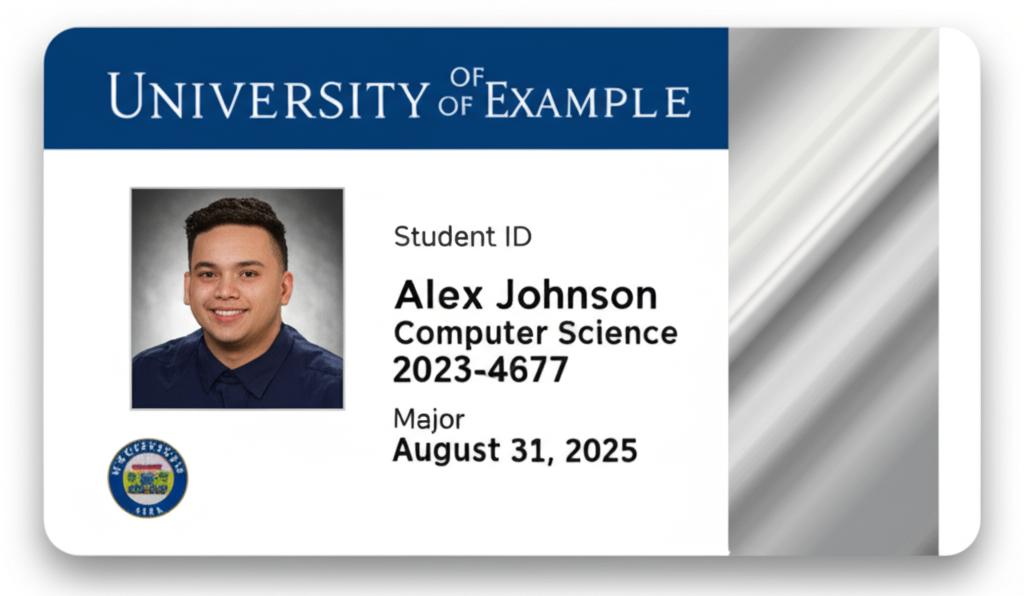 UNIVERSITY OF OF EXAMPLE
Student ID
Alex Johnson
Computer Science
2023-4677
Major
August 31, 2025